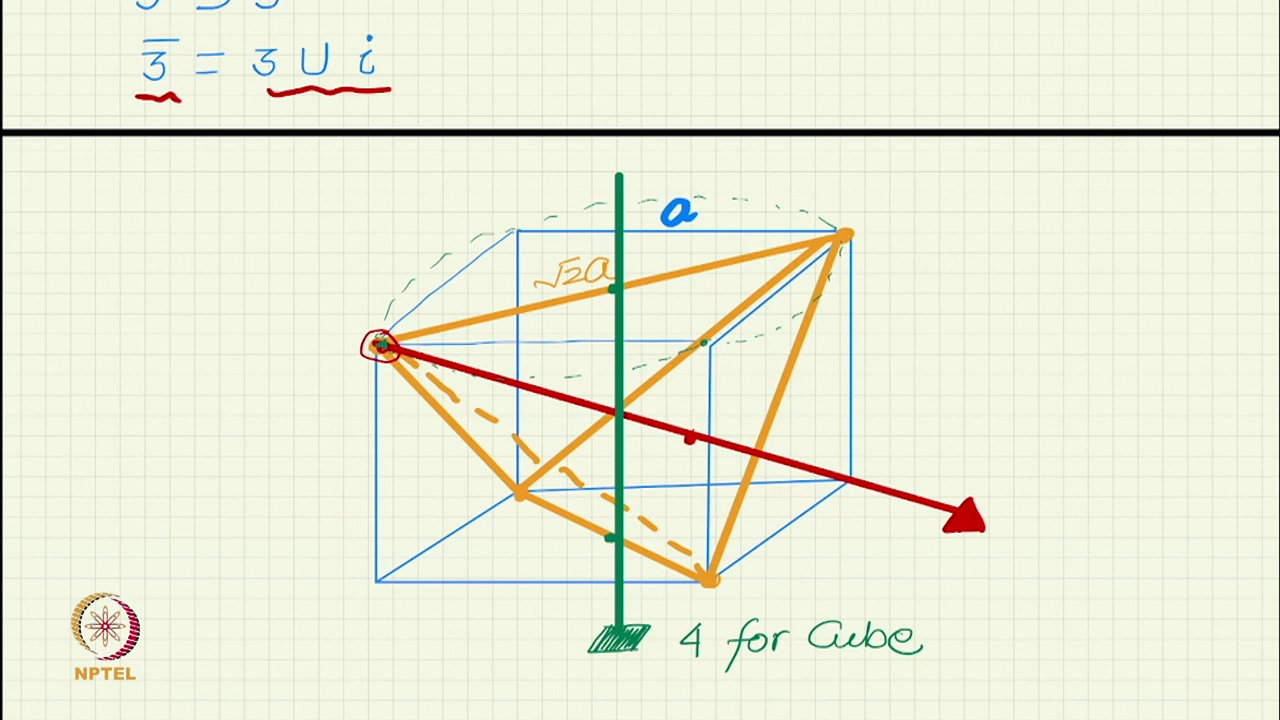 3̅ = 3 ∪ i
a
√2a
4 for Cube
NPTEL